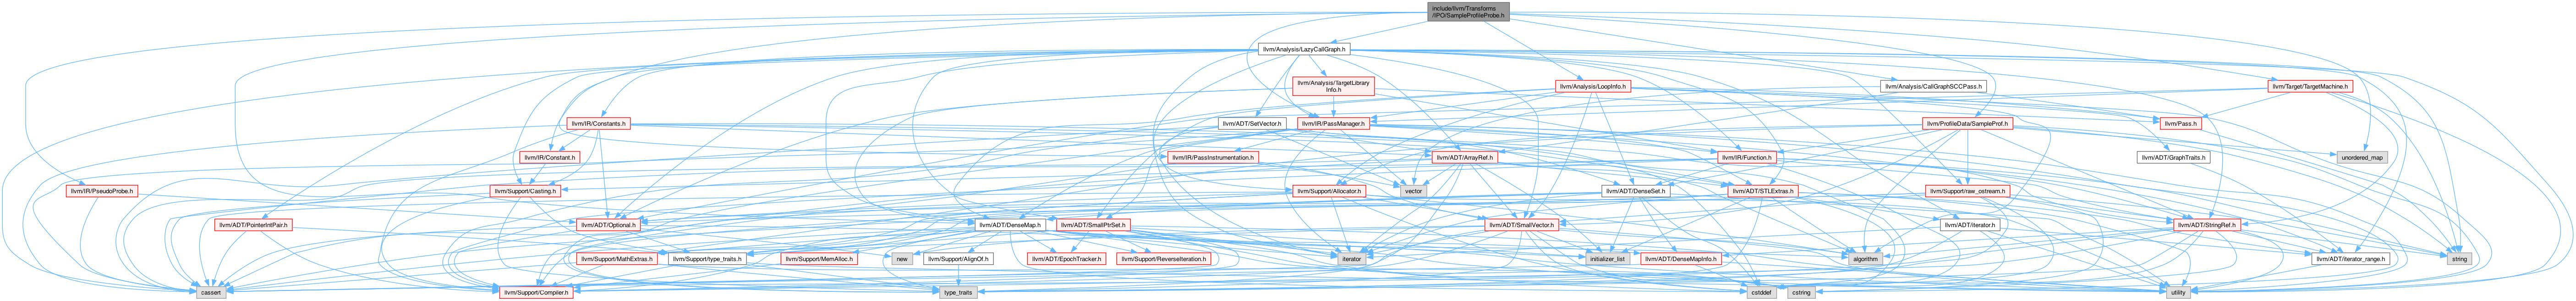 include/llvm/Transforms
/IPO/SampleProfileProbe.h
llvm/Analysis/LazyCallGraph.h
llvm/Analysis/TargetLibrary
Info.h
llvm/Analysis/LoopInfo.h
llvm/Analysis/CallGraphSCCPass.h
llvm/Target/TargetMachine.h
llvm/IR/Constants.h
llvm/ADT/SetVector.h
llvm/IR/PassManager.h
llvm/ProfileData/SampleProf.h
llvm/Pass.h
llvm/IR/Constant.h
llvm/IR/PassInstrumentation.h
llvm/ADT/ArrayRef.h
llvm/IR/Function.h
llvm/ADT/GraphTraits.h
unordered_map
llvm/IR/PseudoProbe.h
llvm/Support/Casting.h
llvm/Support/Allocator.h
vector
llvm/ADT/DenseSet.h
llvm/ADT/STLExtras.h
llvm/Support/raw_ostream.h
llvm/ADT/PointerIntPair.h
llvm/ADT/Optional.h
llvm/ADT/DenseMap.h
llvm/ADT/SmallPtrSet.h
llvm/ADT/SmallVector.h
llvm/ADT/iterator.h
llvm/ADT/StringRef.h
llvm/Support/MathExtras.h
llvm/Support/type_traits.h
llvm/Support/MemAlloc.h
new
llvm/Support/AlignOf.h
llvm/ADT/EpochTracker.h
llvm/Support/ReverseIteration.h
iterator
initializer_list
llvm/ADT/DenseMapInfo.h
algorithm
llvm/ADT/iterator_range.h
string
cassert
llvm/Support/Compiler.h
type_traits
cstddef
cstring
utility